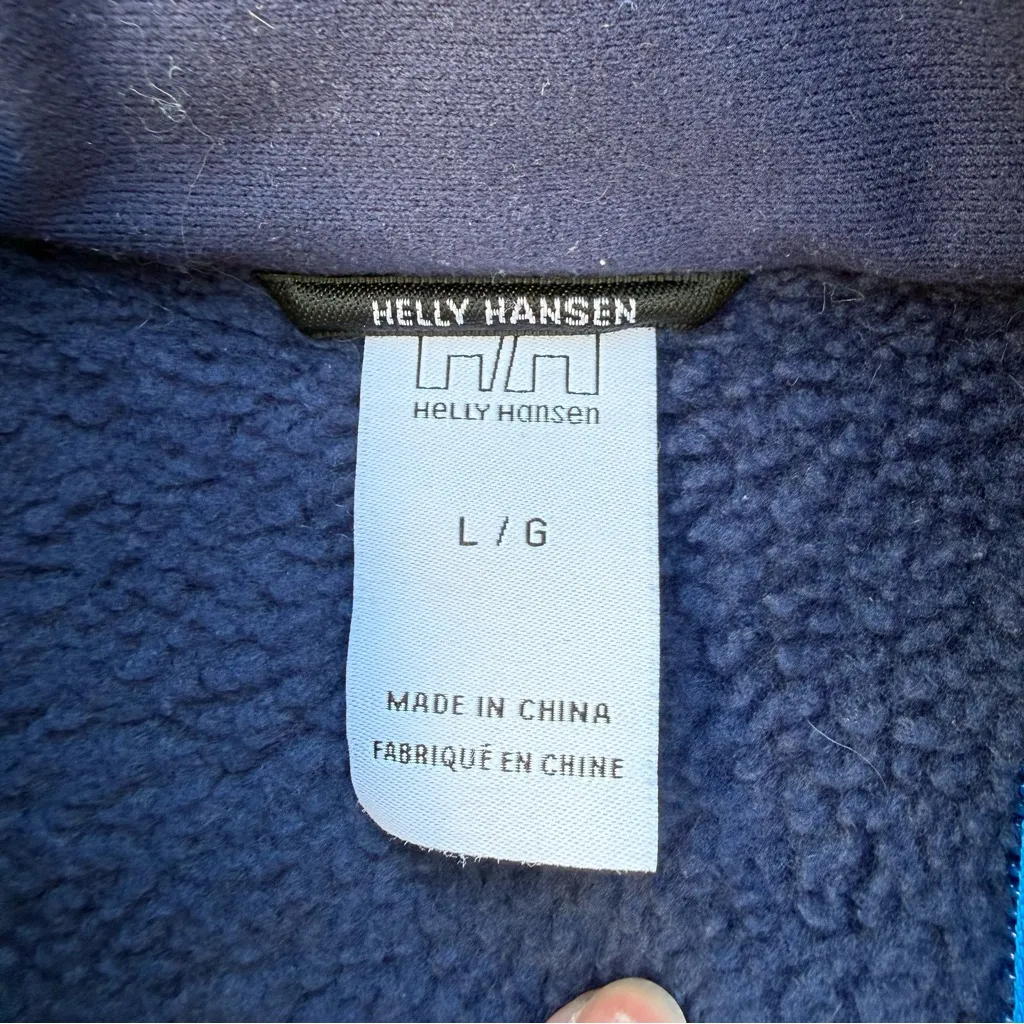 HELLY HANSEN
HH
HELLY HANSEN
L / G
MADE IN CHINA
FABRIQUÉ EN CHINE